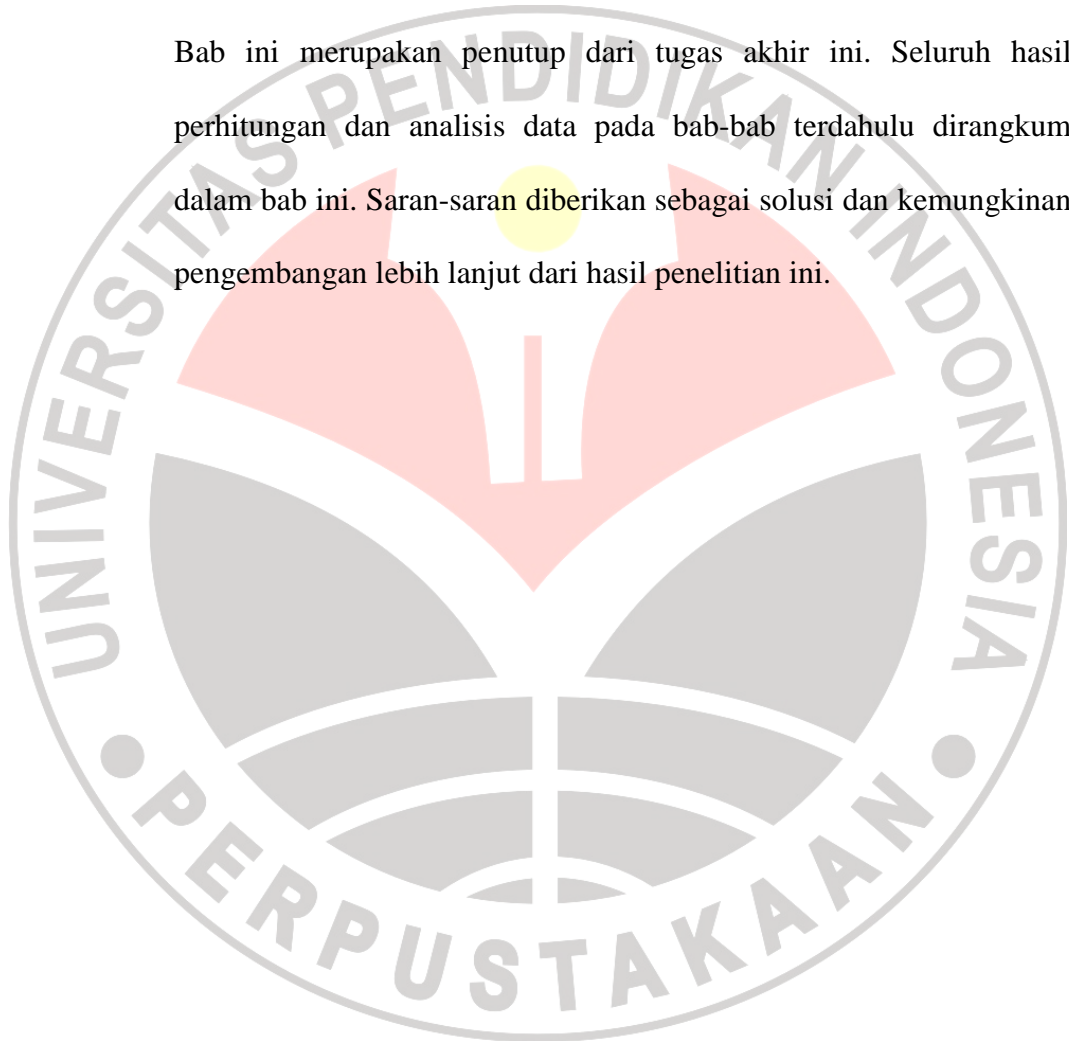 Bab ini merupakan penutup dari tugas akhir ini. Seluruh hasil
perhitungan dan analisis data pada bab-bab terdahulu dirangkum
dalam bab ini. Saran-saran diberikan sebagai solusi dan kemungkinan
pengembangan lebih lanjut dari hasil penelitian ini.
UNIVERSITAS PENDIDIKAN INDONESIA
PERPUSTAKAAN